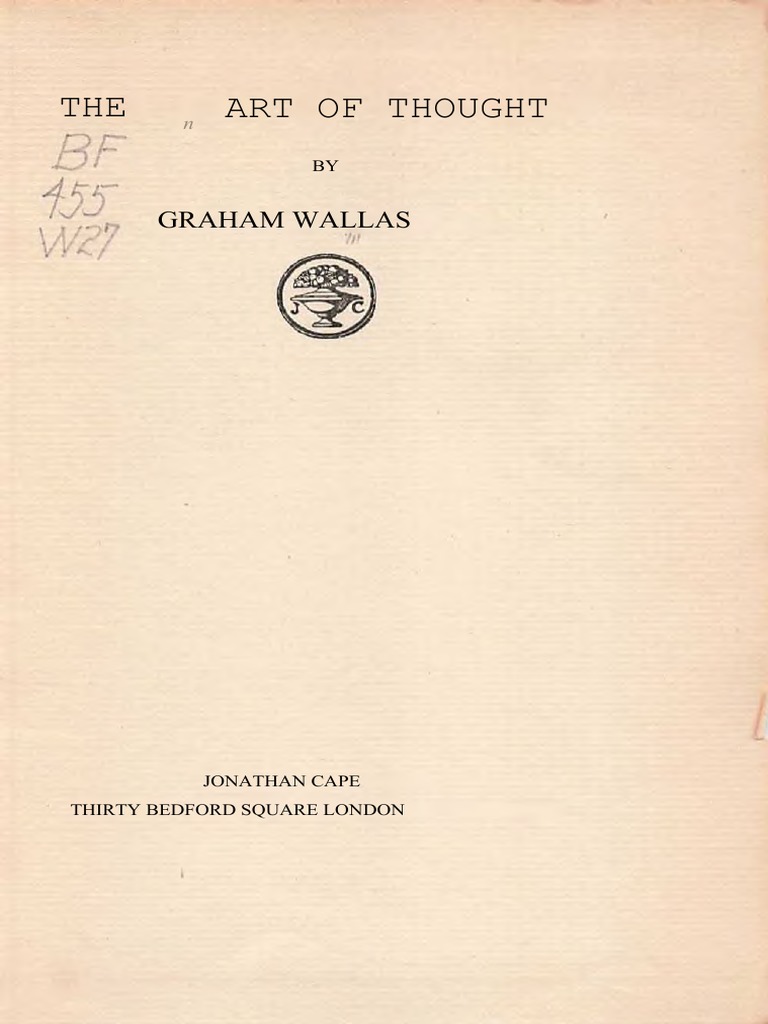 THE ART OF THOUGHT
n
BF
455
W27
BY
GRAHAM WALLAS
J C
JONATHAN CAPE
THIRTY BEDFORD SQUARE LONDON